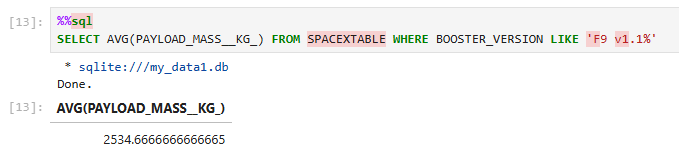 [13]: %%sql
SELECT AVG(PAYLOAD_MASS__KG_) FROM SPACEXTABLE WHERE BOOSTER_VERSION LIKE 'F9 v1.1%'
* sqlite:///my_data1.db
Done.
[13]: AVG(PAYLOAD_MASS__KG_)
2534.6666666666665